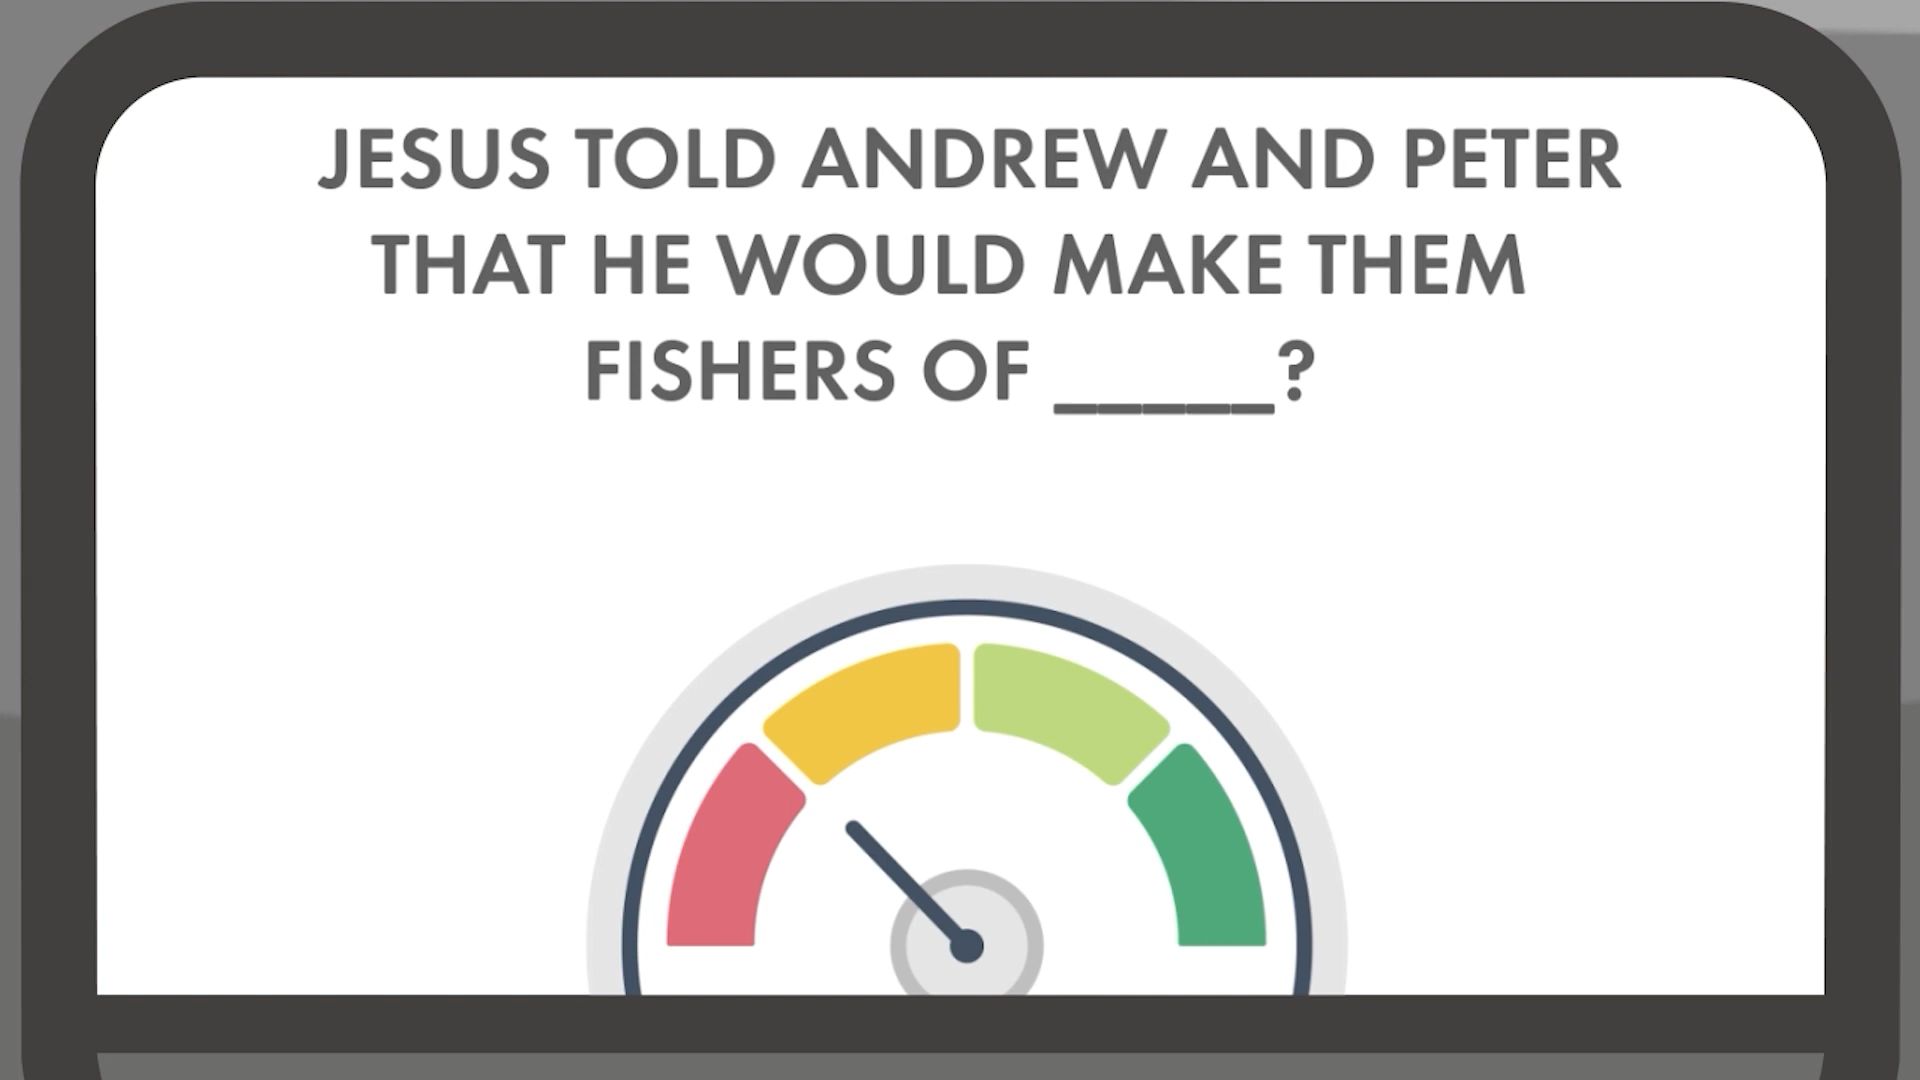 JESUS TOLD ANDREW AND PETER
THAT HE WOULD MAKE THEM
FISHERS OF _____?